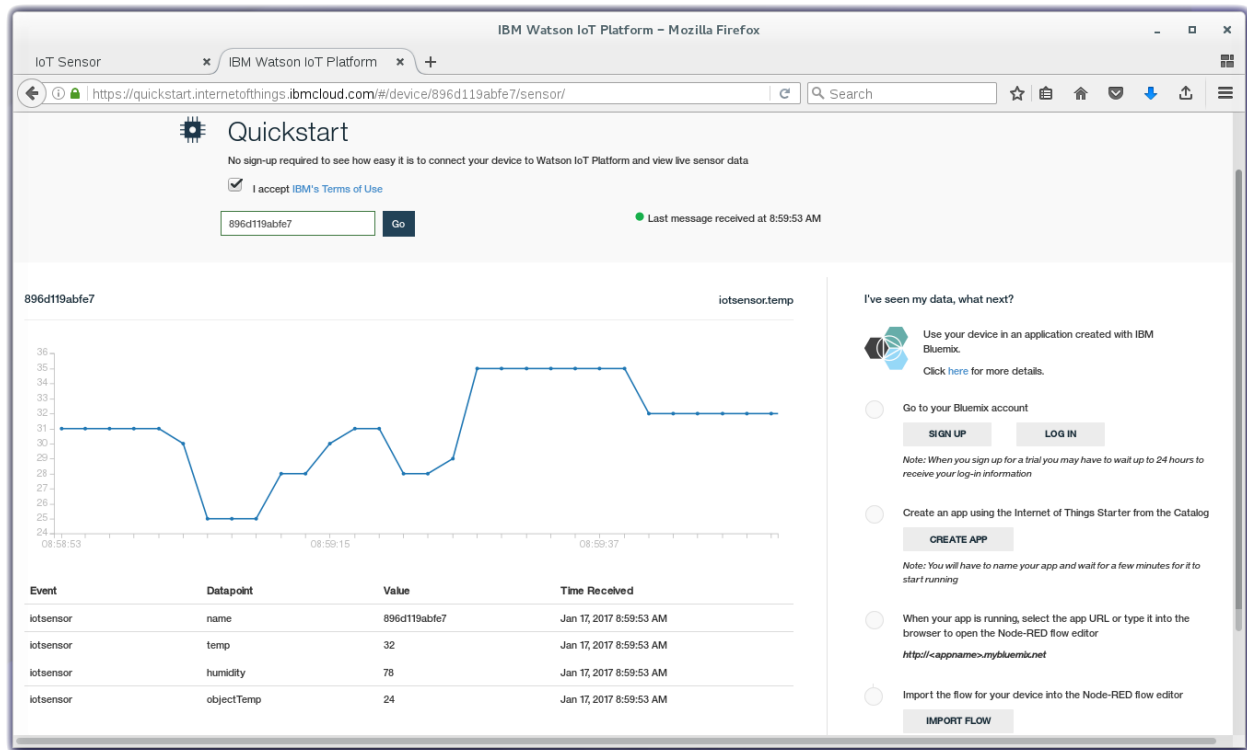 IBM Watson IoT Platform – Mozilla Firefox
IoT Sensor
IBM Watson IoT Platform
https://quickstart.internetofthings.ibmcloud.com/#/device/896d119abfe7/sensor/
Search
Quickstart
No sign-up required to see how easy it is to connect your device to Watson IoT Platform and view live sensor data
I accept IBM's Terms of Use
896d119abfe7 Go
Last message received at 8:59:53 AM
896d119abfe7 iotsensor.temp
36
35
34
33
32
31
30
29
28
27
26
25
24
08:58:53 08:59:15 08:59:37
Event Datapoint Value Time Received
iotsensor name 896d119abfe7 Jan 17, 2017 8:59:53 AM
iotsensor temp 32 Jan 17, 2017 8:59:53 AM
iotsensor humidity 78 Jan 17, 2017 8:59:53 AM
iotsensor objectTemp 24 Jan 17, 2017 8:59:53 AM
I've seen my data, what next?
Use your device in an application created with IBM
Bluemix.
Click here for more details.
Go to your Bluemix account
SIGN UP LOG IN
Note: When you sign up for a trial you may have to wait up to 24 hours to
receive your log-in information
Create an app using the Internet of Things Starter from the Catalog
CREATE APP
Note: You will have to name your app and wait for a few minutes for it to
start running
When your app is running, select the app URL or type it into the
browser to open the Node-RED flow editor
http://<appname>.mybluemix.net
Import the flow for your device into the Node-RED flow editor
IMPORT FLOW